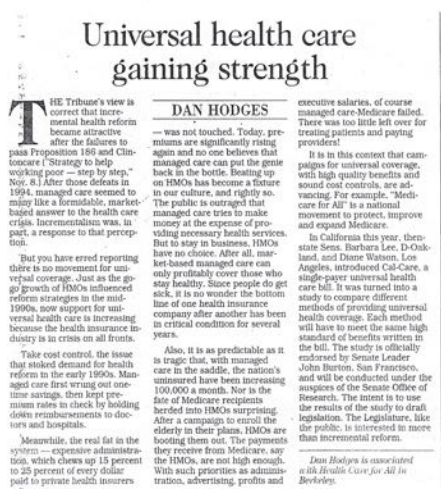 Universal health care
gaining strength
THE Tribune's view is
correct that incre-
mental health reform
became attractive
after the failures to
pass Proposition 186 and Clin-
toncare ("Strategy to help
working poor — step by step,"
Nov. 8.) After those defeats in
1994, managed care seemed to
many like a formidable, market-
based answer to the health care
crisis. Incrementalism was, in
part, a response to that percep-
tion.
But you have erred reporting
there is no movement for uni-
versal coverage. Just as the go-
go growth of HMOs influenced
reform strategies in the mid-
1990s, now support for uni-
versal health care is increasing
because the health insurance in-
dustry is in crisis on all fronts.
Take cost control, the issue
that stoked demand for health
reform in the early 1990s. Man-
aged care first wrung out one-
time savings, then kept pre-
mium rates in check by holding
down reimbursements to doc-
tors and hospitals.
Meanwhile, the real fat in the
system — expensive administra-
tion, which chews up 15 percent
to 25 percent of every dollar
paid to private health insurers
DAN HODGES
— was not touched. Today, pre-
miums are significantly rising
again and no one believes that
managed care can put the genie
back in the bottle. Beating up
on HMOs has become a fixture
in our culture, and rightly so.
The public is outraged that
managed care tries to make
money at the expense of pro-
viding necessary health services.
But to stay in business, HMOs
have no choice. After all, mar-
ket-based managed care can
only profitably cover those who
stay healthy. Since people do get
sick, it is no wonder the bottom
line of one health insurance
company after another has been
in critical condition for several
years.
Also, it is as predictable as it
is tragic that, with managed
care in the saddle, the nation's
uninsured have been increasing
100,000 a month. Nor is the
fate of Medicare recipients
herded into HMOs surprising.
After a campaign to enroll the
elderly in their plans, HMOs are
booting them out. The payments
they receive from Medicare, say
the HMOs, are not high enough.
With such priorities as adminis-
tration, advertising, profits and
executive salaries, of course
managed care-Medicare failed.
There was too little left over for
treating patients and paying
providers!
It is in this context that cam-
paigns for universal coverage,
with high quality benefits and
sound cost controls, are ad-
vancing. For example, "Medi-
care for All" is a national
movement to protect, improve
and expand Medicare.
In California this year, then-
state Sens. Barbara Lee, D-Oak-
land, and Diane Watson, Los
Angeles, introduced Cal-Care, a
single-payer universal health
care bill. It was turned into a
study to compare different
methods of providing universal
health coverage. Each method
will have to meet the same high
standard of benefits written in
the bill. The study is officially
endorsed by Senate Leader
John Burton, San Francisco,
and will be conducted under the
auspices of the Senate Office of
Research. The intent is to use
the results of the study to draft
legislation. The Legislature, like
the public, is interested in more
than incremental reform.
Dan Hodges is associated
with Health Care for All in
Berkeley.